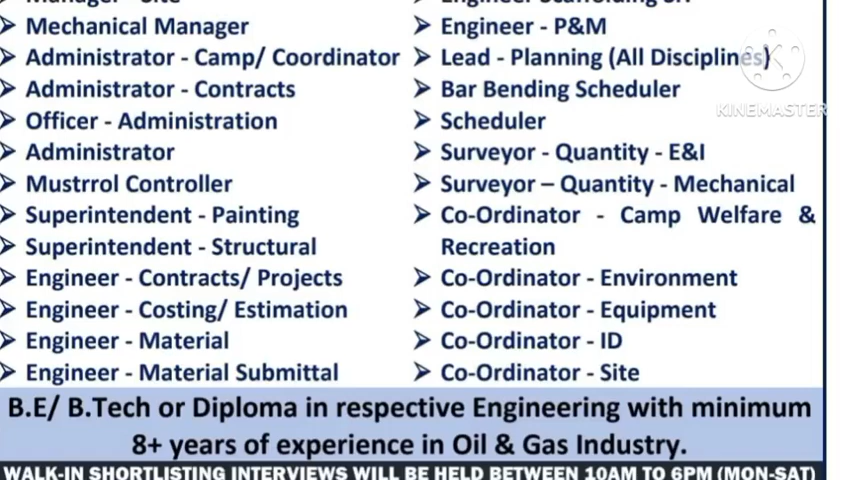 Manager - Site
Mechanical Manager
Administrator - Camp/ Coordinator
Administrator - Contracts
Officer - Administration
Administrator
Mustrrol Controller
Superintendent - Painting
Superintendent - Structural
Engineer - Contracts/ Projects
Engineer - Costing/ Estimation
Engineer - Material
Engineer - Material Submittal
Engineer Scaffolding
Engineer - P&M
Lead - Planning (All Disciplines)
Bar Bending Scheduler
Scheduler
Surveyor - Quantity - E&I
Surveyor – Quantity - Mechanical
Co-Ordinator - Camp Welfare &
Recreation
Co-Ordinator - Environment
Co-Ordinator - Equipment
Co-Ordinator - ID
Co-Ordinator - Site
KINEMASTER
B.E/ B.Tech or Diploma in respective Engineering with minimum
8+ years of experience in Oil & Gas Industry.
WALK-IN SHORTLISTING INTERVIEWS WILL BE HELD BETWEEN 10AM TO 6PM (MON-SAT)